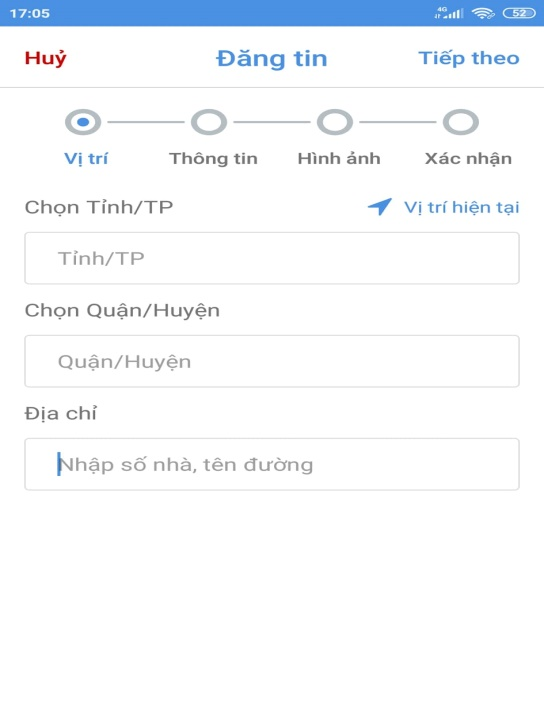 17:05 4G 52
Huỷ Đăng tin Tiếp theo
Vị trí Thông tin Hình ảnh Xác nhận
Chọn Tỉnh/TP Vị trí hiện tại
Tỉnh/TP
Chọn Quận/Huyện
Quận/Huyện
Địa chỉ
Nhập số nhà, tên đường